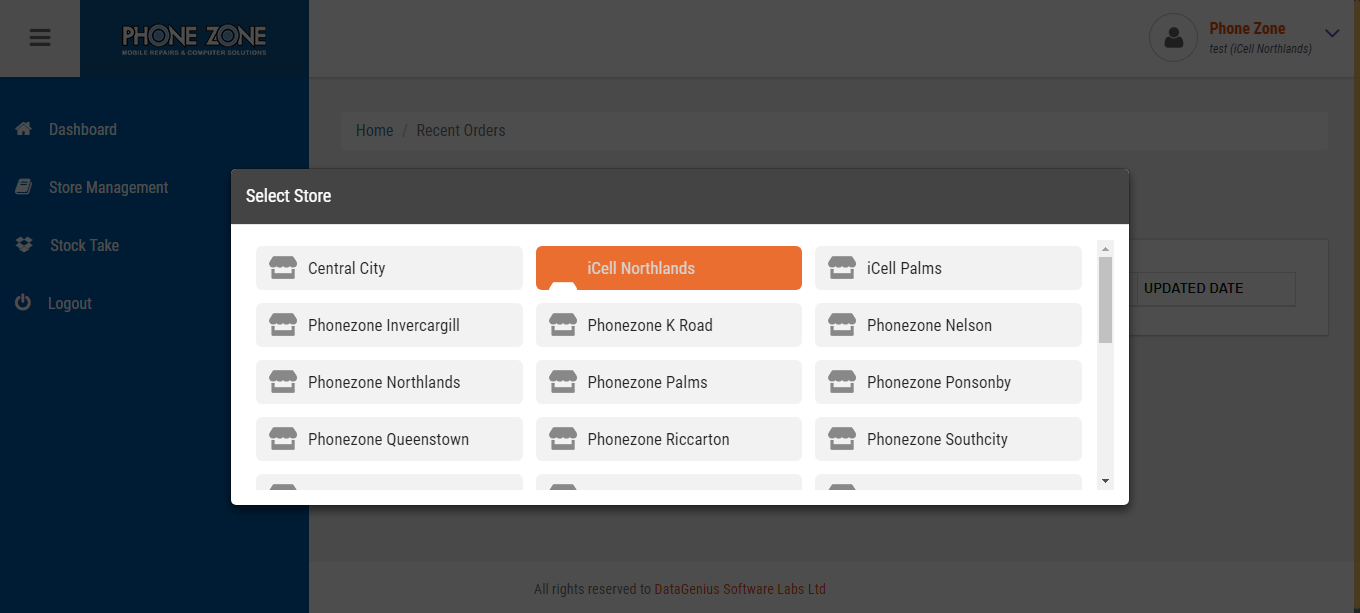 PHONE ZONE
MOBILE REPAIRS & COMPUTER SOLUTIONS
Phone Zone
test (iCell Northlands)
Dashboard
Store Management
Stock Take
Logout
Home / Recent Orders
Select Store
Central City
iCell Northlands
iCell Palms
Phonezone Invercargill
Phonezone K Road
Phonezone Nelson
Phonezone Northlands
Phonezone Palms
Phonezone Ponsonby
Phonezone Queenstown
Phonezone Riccarton
Phonezone Southcity
UPDATED DATE
All rights reserved to DataGenius Software Labs Ltd